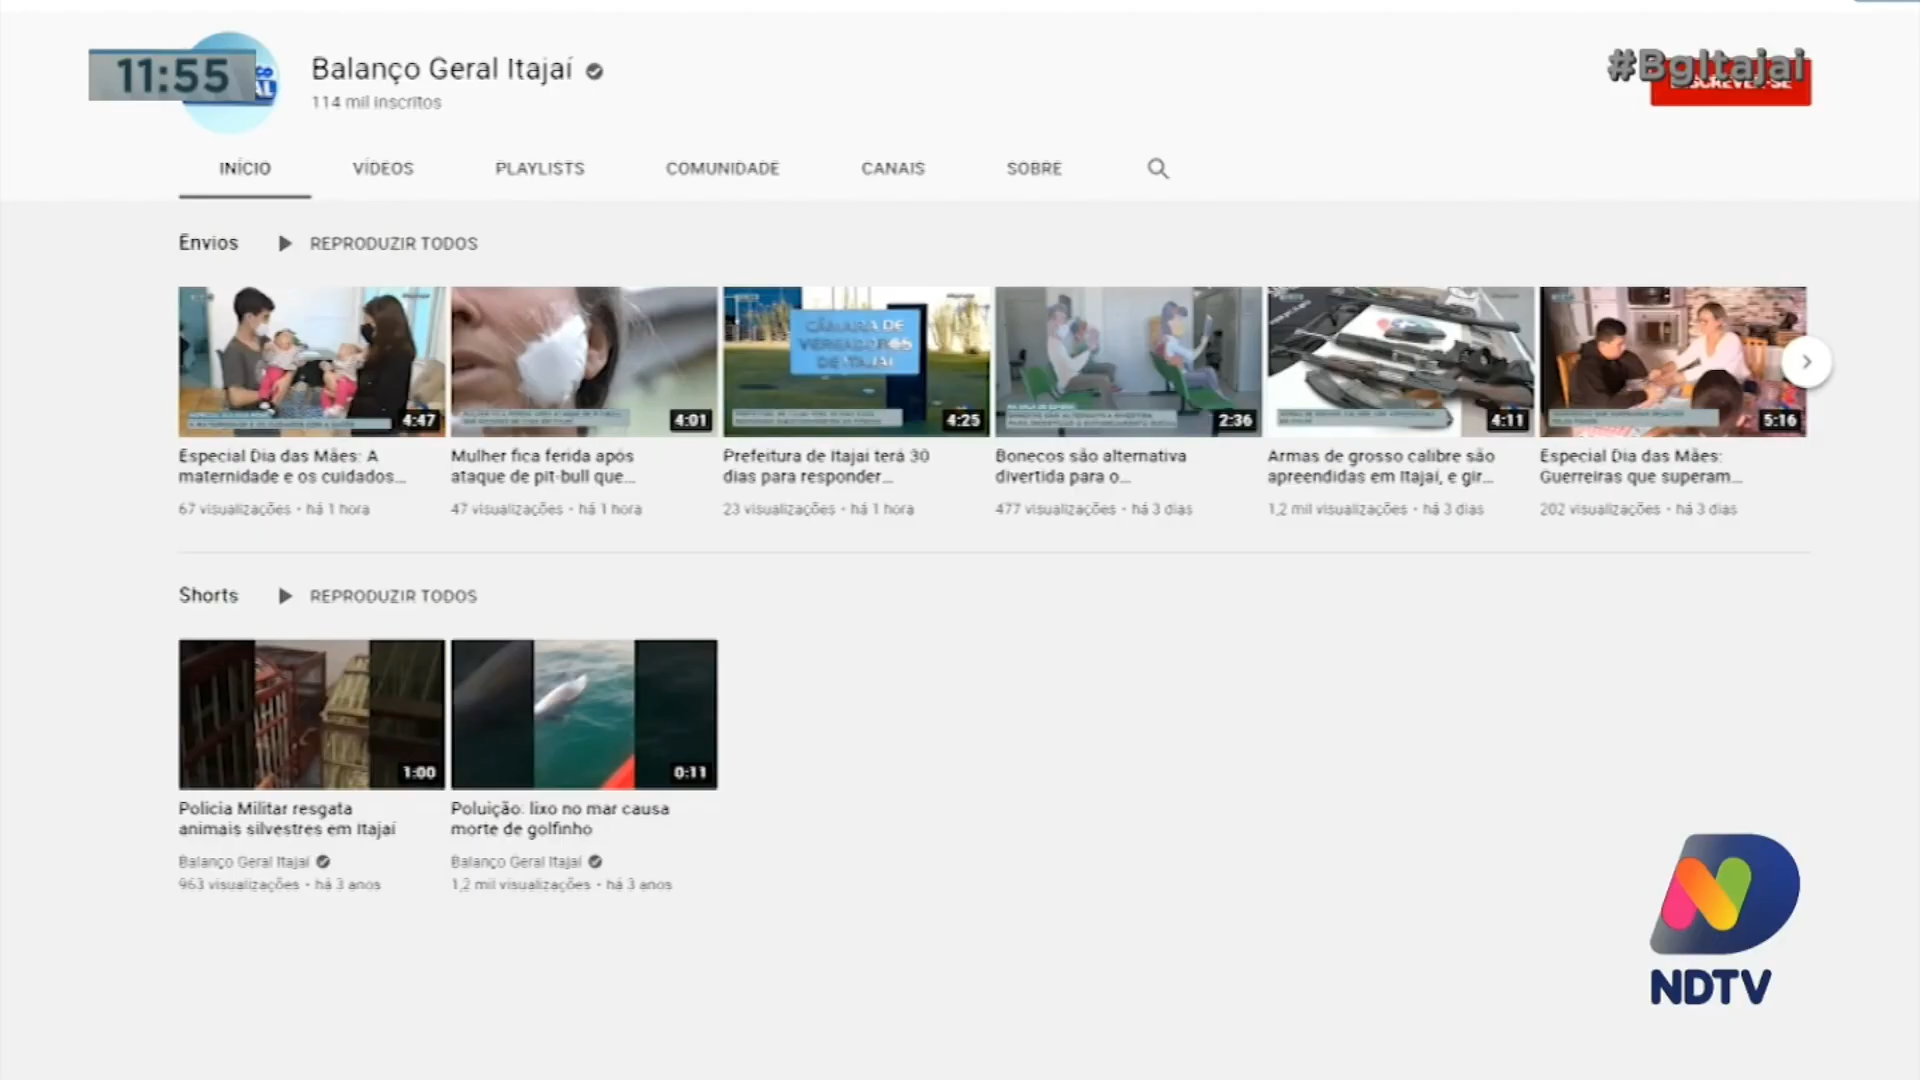 11:55
Balanço Geral Itajaí
114 mil inscritos
#BgItajai
INSCREVER-SE
INÍCIO
VÍDEOS
PLAYLISTS
COMUNIDADE
CANAIS
SOBRE
Envios
REPRODUZIR TODOS
CÂMARA DE
VEREADORES
DE ITAJAÍ
4:47
4:01
4:25
2:36
4:11
5:16
Especial Dia das Mães: A
maternidade e os cuidados...
67 visualizações • há 1 hora
Mulher fica ferida após
ataque de pit-bull que...
47 visualizações • há 1 hora
Prefeitura de Itajaí terá 30
dias para responder...
23 visualizações • há 1 hora
Bonecos são alternativa
divertida para o...
477 visualizações • há 3 dias
Armas de grosso calibre são
apreendidas em Itajaí, e gir...
1,2 mil visualizações • há 3 dias
Especial Dia das Mães:
Guerreiras que superam...
202 visualizações • há 3 dias
Shorts
REPRODUZIR TODOS
1:00
0:11
Polícia Militar resgata
animais silvestres em Itajaí
Balanço Geral Itajaí
963 visualizações • há 3 anos
Poluição: lixo no mar causa
morte de golfinho
Balanço Geral Itajaí
1,2 mil visualizações • há 3 anos
NDTV